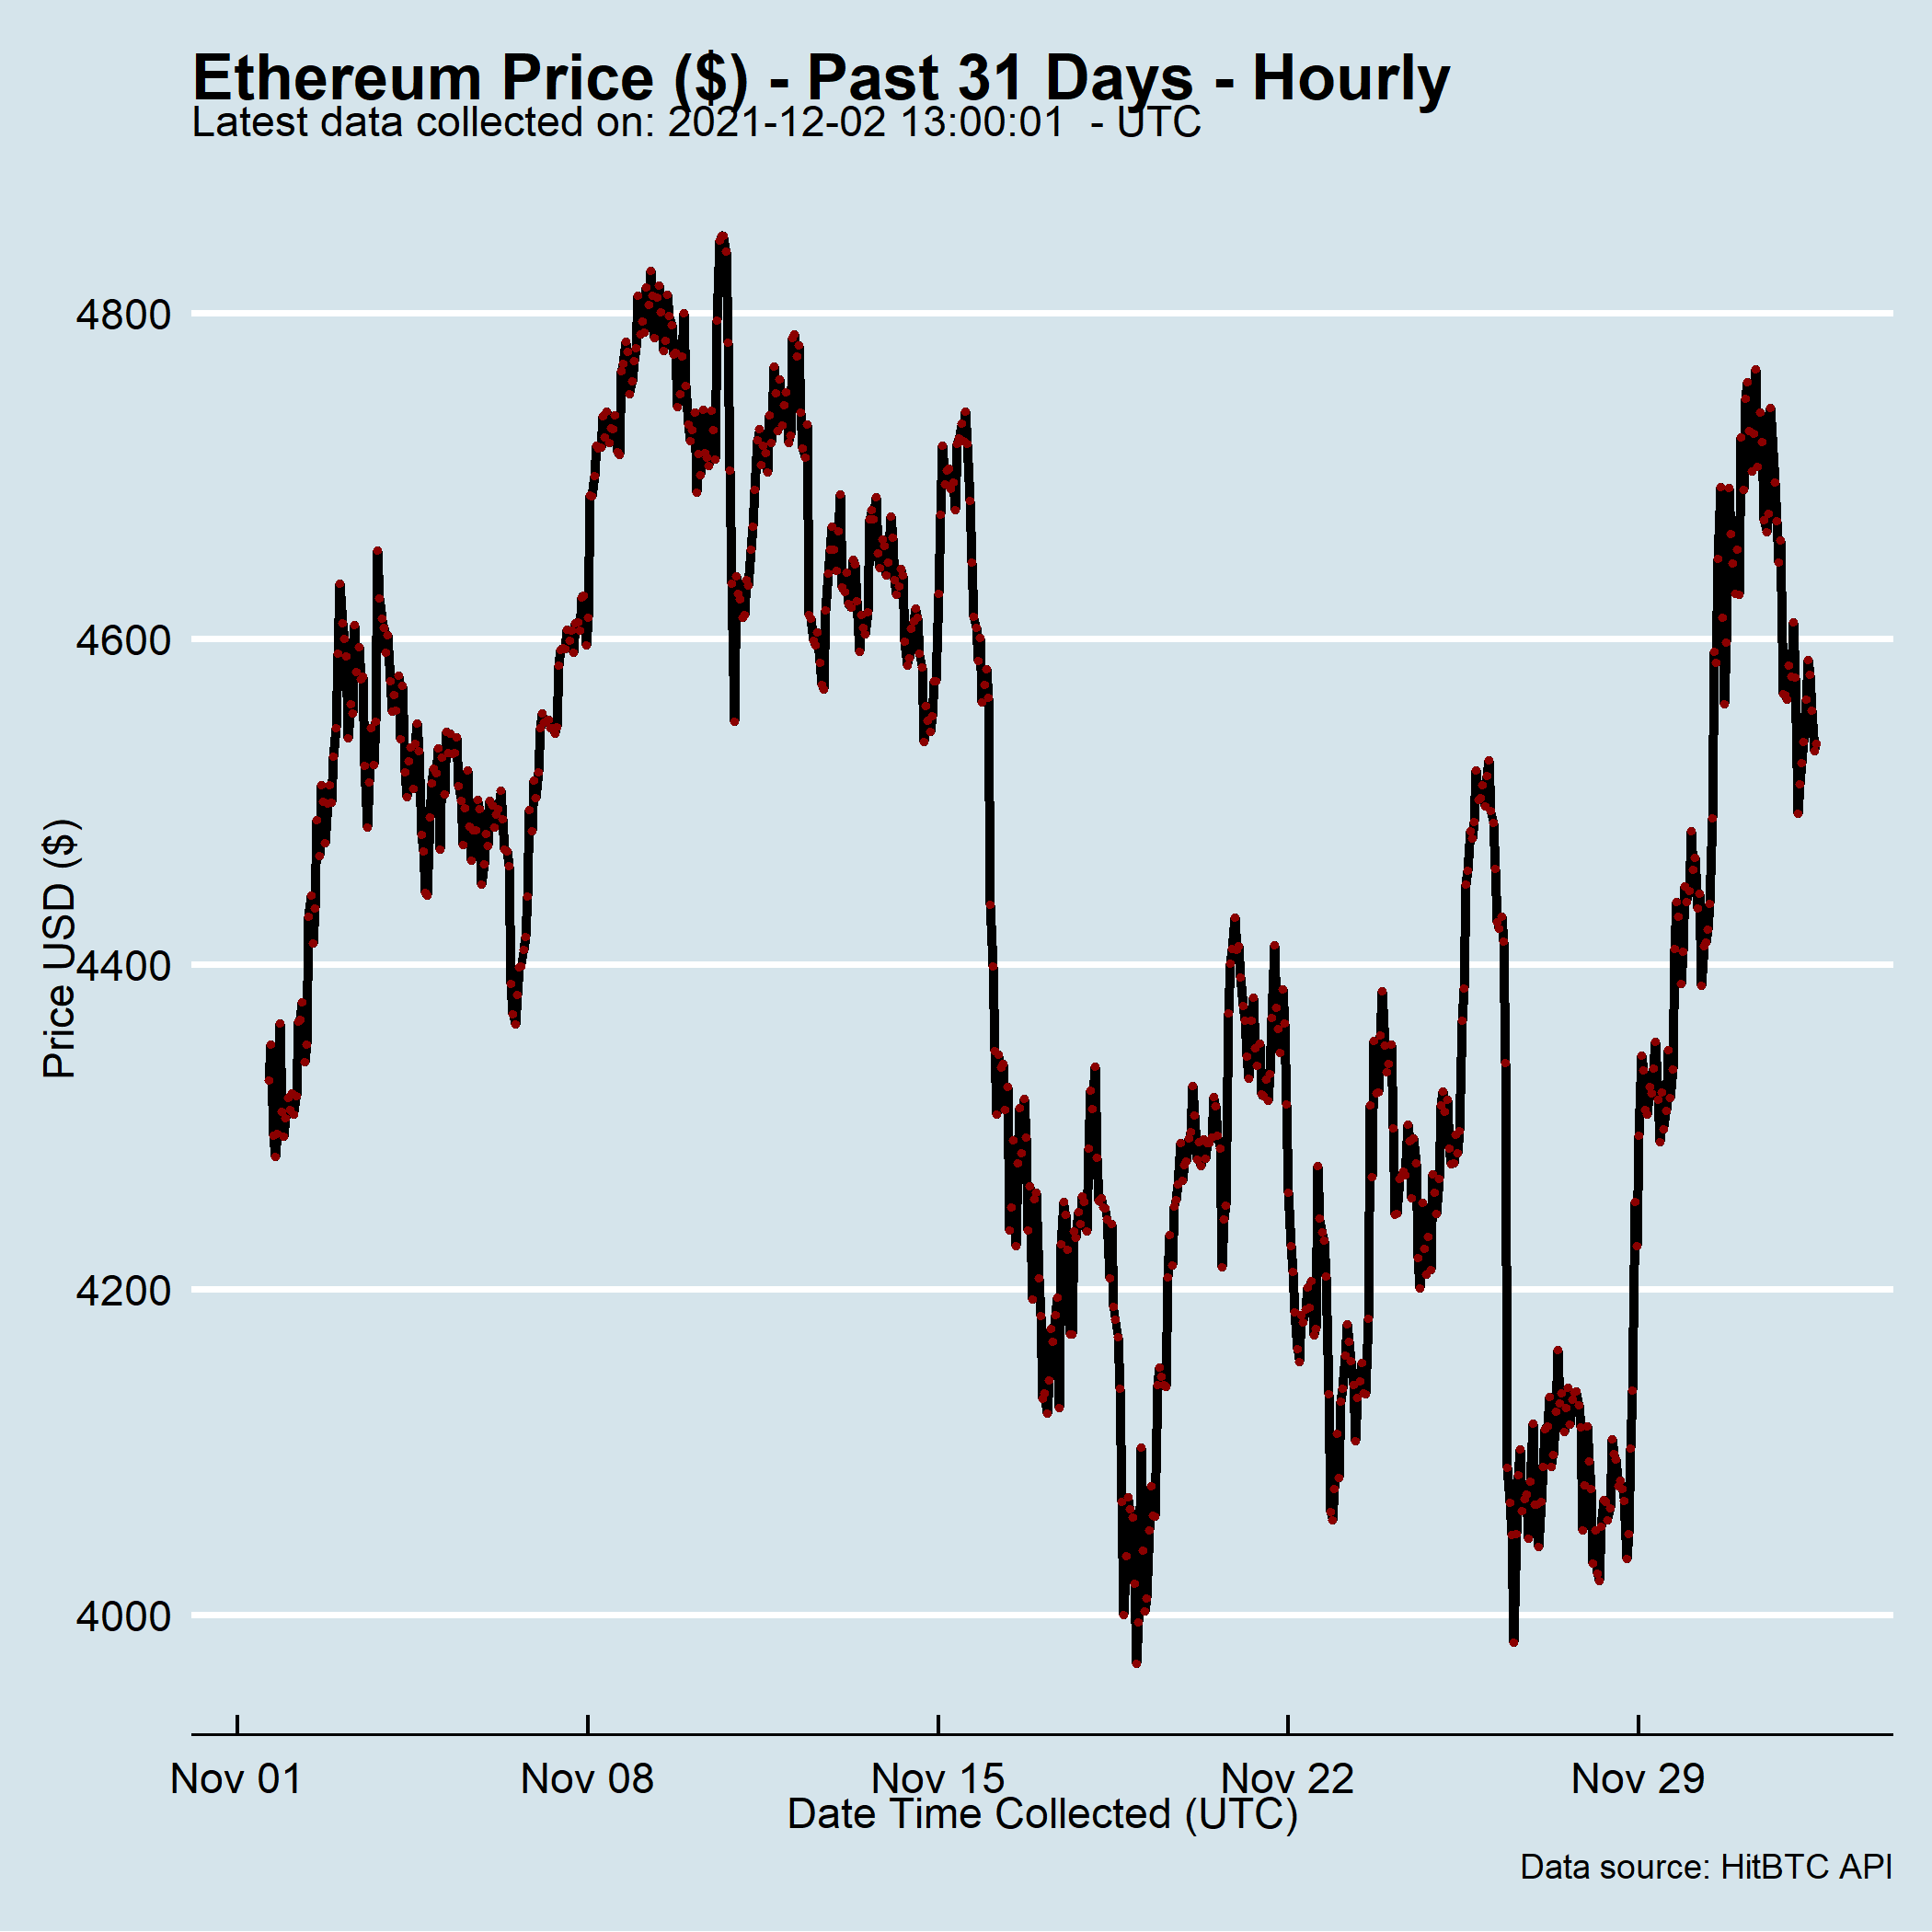 Ethereum Price ($) - Past 31 Days - Hourly
Latest data collected on: 2021-12-02 13:00:01  - UTC
Price USD ($)
4800
4600
4400
4200
4000
Nov 01 Nov 08 Nov 15 Nov 22 Nov 29
Date Time Collected (UTC)
Data source: HitBTC API